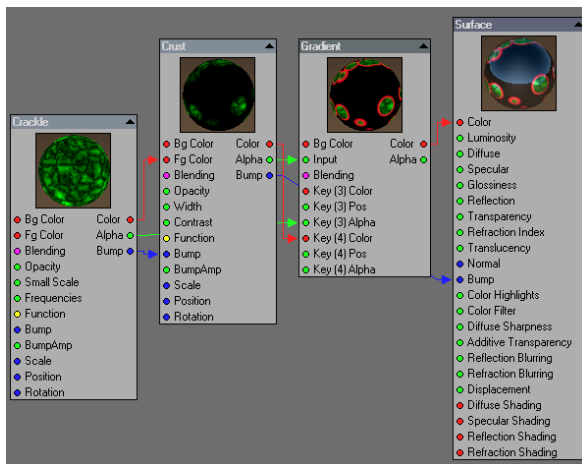 Crackle
Bg Color Color
Fg Color Alpha
Blending Bump
Opacity
Small Scale
Frequencies
Function
Bump
BumpAmp
Scale
Position
Rotation
Crust
Bg Color Color
Fg Color Alpha
Blending Bump
Opacity
Width
Contrast
Function
Bump
BumpAmp
Scale
Position
Rotation
Gradient
Bg Color Color
Input Alpha
Blending
Key (3) Color
Key (3) Pos
Key (3) Alpha
Key (4) Color
Key (4) Pos
Key (4) Alpha
Surface
Color
Luminosity
Diffuse
Specular
Glossiness
Reflection
Transparency
Refraction Index
Translucency
Normal
Bump
Color Highlights
Color Filter
Diffuse Sharpness
Additive Transparency
Reflection Blurring
Refraction Blurring
Displacement
Diffuse Shading
Specular Shading
Reflection Shading
Refraction Shading